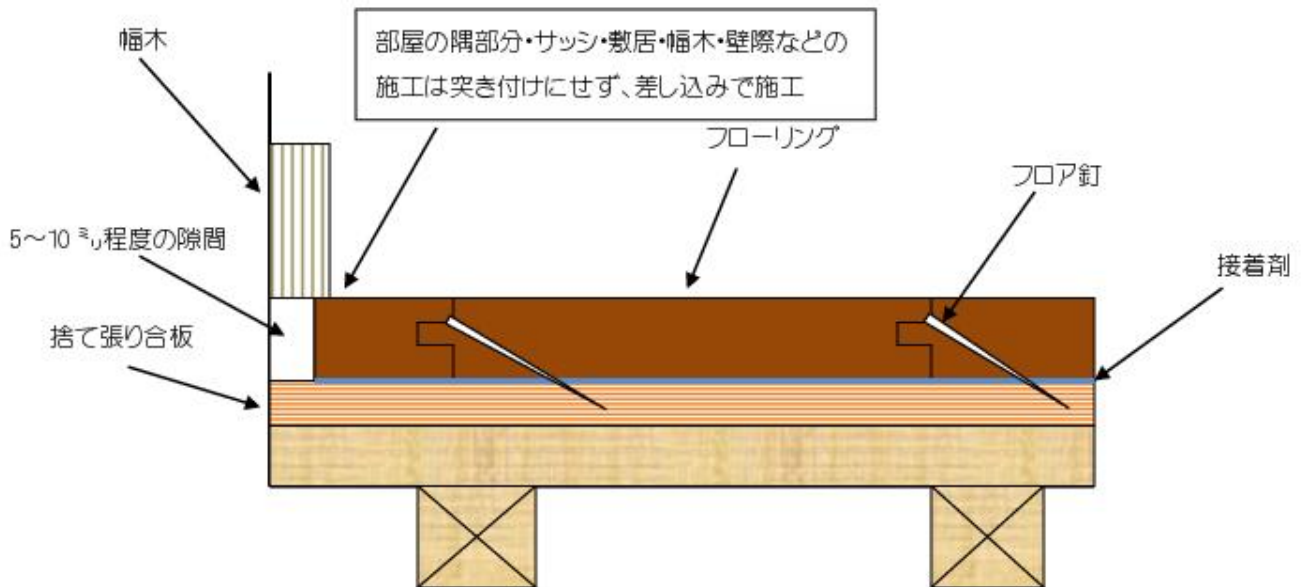 幅木
部屋の隅部分・サッシ・敷居・幅木・壁際などの
施工は突き付けにせず、差し込みで施工
フローリング
フロア釘
5～10 ㍉程度の隙間
接着剤
捨て張り合板